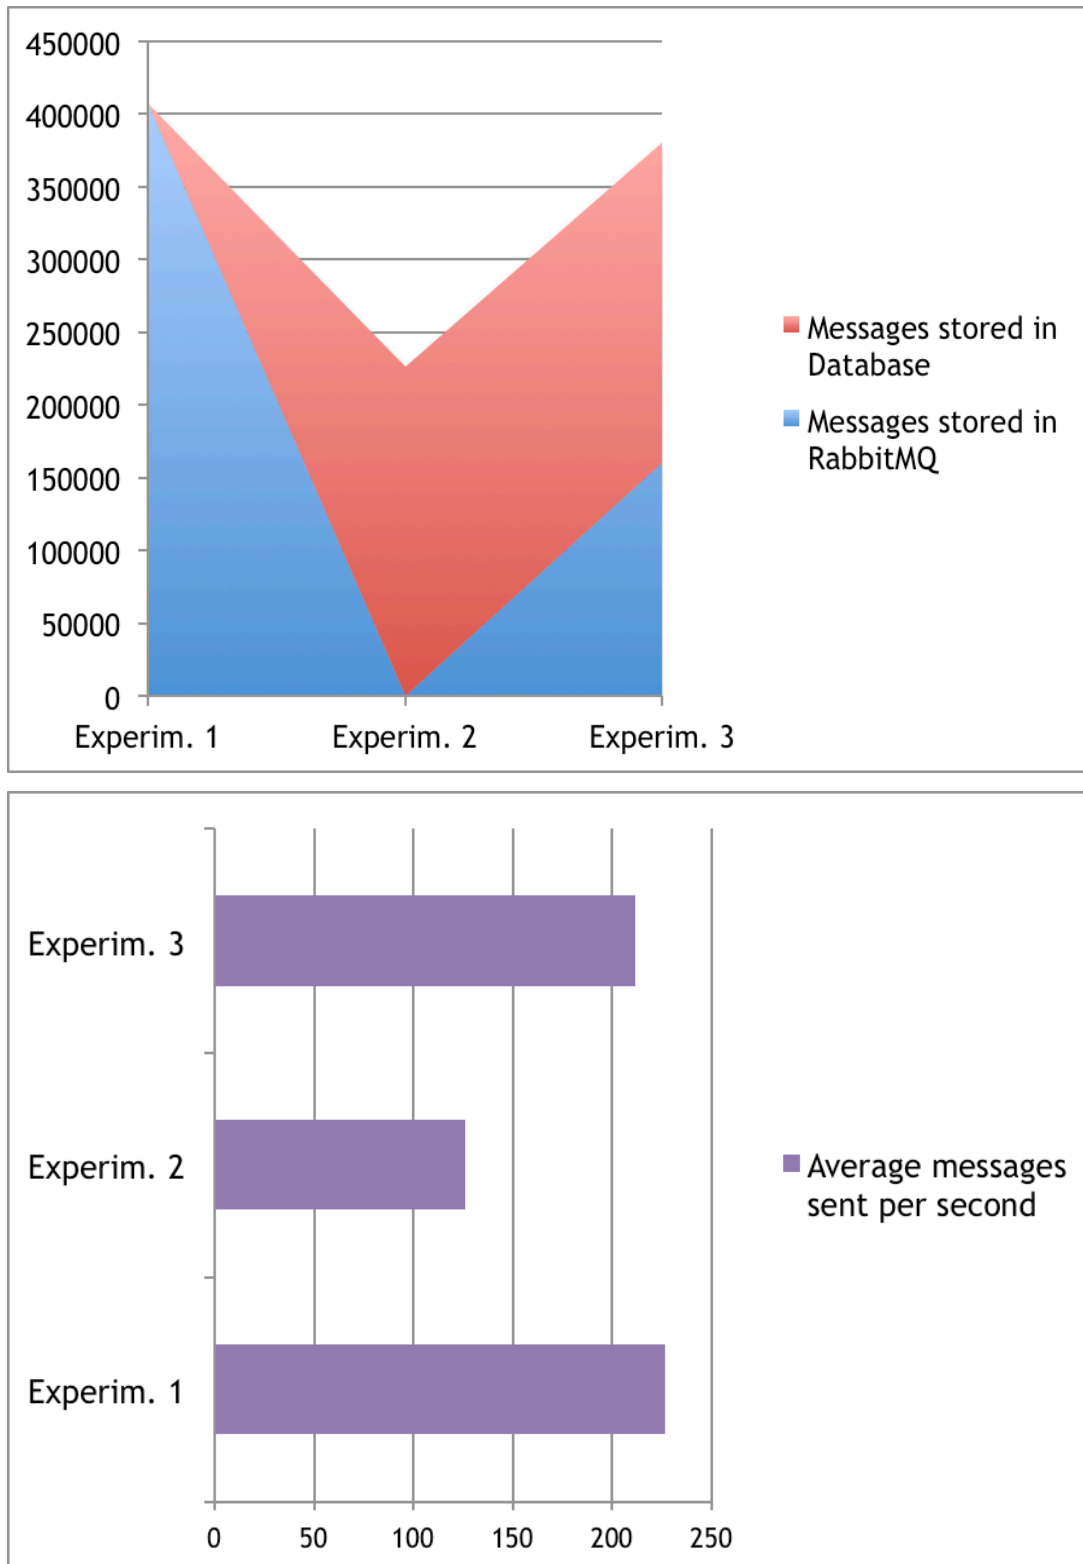 450000
400000
350000
300000
250000
200000
150000
100000
50000
0
Experim. 1 Experim. 2 Experim. 3
Messages stored in
Database
Messages stored in
RabbitMQ
Experim. 3
Experim. 2
Experim. 1
0 50 100 150 200 250
Average messages
sent per second